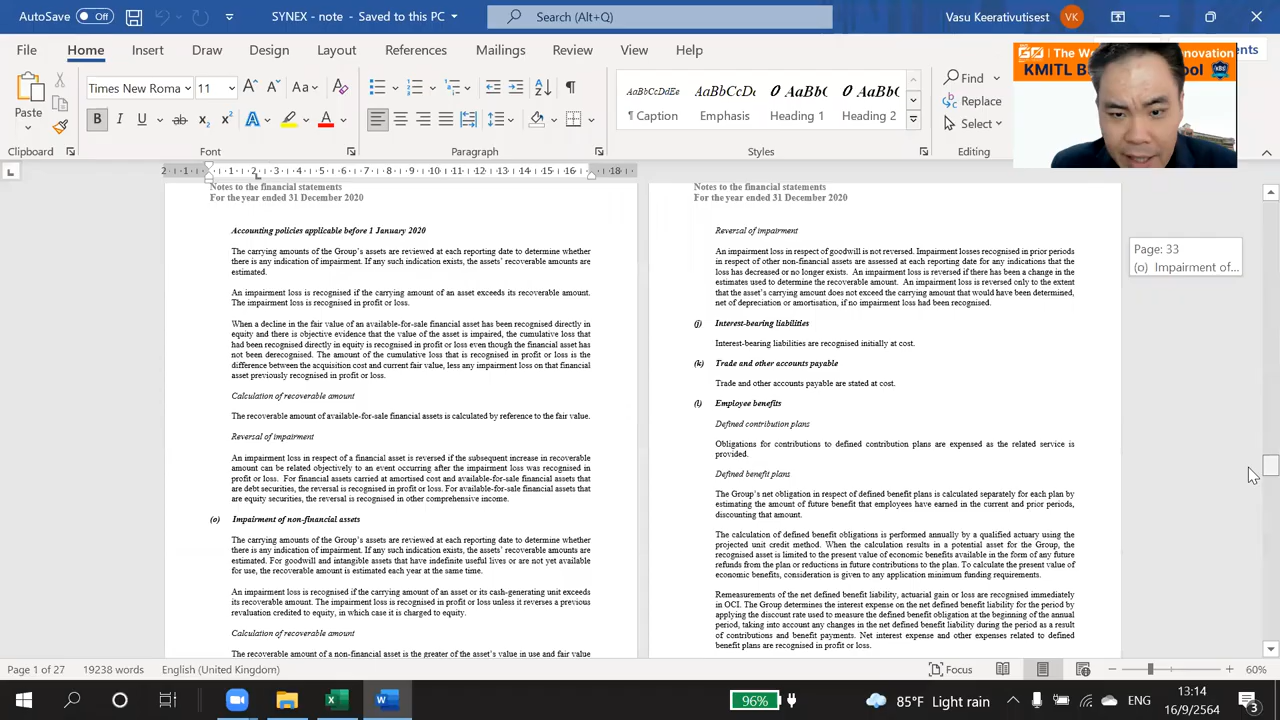 AutoSave Off
Search (Alt+Q)
Vasu Keerativutisest
VK
File Home Insert Draw Design Layout References Mailings Review View Help
Paste
Clipboard
Times New Roma 11
Font
Paragraph
AaBbCcDdEe AaBbCcDd AaBbCc AaBbCc
¶ Caption Emphasis Heading 1 Heading 2
Styles
Find
Replace
Select
Editing
GO The Wo
novation
KMITL Bu
ool
KBS
ents
2 1 1 2 3 4 5 6 7 8 9 10 11 12 13 14 15 16 18
Notes to the financial statements
For the year ended 31 December 2020
Accounting policies applicable before 1 January 2020
The carrying amounts of the Group's assets are reviewed at each reporting date to determine whether
there is any indication of impairment. If any such indication exists, the assets' recoverable amounts are
estimated.
An impairment loss is recognised if the carrying amount of an asset exceeds its recoverable amount.
The impairment loss is recognised in profit or loss.
When a decline in the fair value of an available-for-sale financial asset has been recognised directly in
equity and there is objective evidence that the value of the asset is impaired, the cumulative loss that
had been recognised directly in equity is recognised in profit or loss even though the financial asset has
not been derecognised. The amount of the cumulative loss that is recognised in profit or loss is the
difference between the acquisition cost and current fair value, less any impairment loss on that financial
asset previously recognised in profit or loss.
Calculation of recoverable amount
The recoverable amount of available-for-sale financial assets is calculated by reference to the fair value.
Reversal of impairment
An impairment loss in respect of a financial asset is reversed if the subsequent increase in recoverable
amount can be related objectively to an event occurring after the impairment loss was recognised in
profit or loss. For financial assets carried at amortised cost and available-for-sale financial assets that
are debt securities, the reversal is recognised in profit or loss. For available-for-sale financial assets that
are equity securities, the reversal is recognised in other comprehensive income.
(o) Impairment of non-financial assets
The carrying amounts of the Group's assets are reviewed at each reporting date to determine whether
there is any indication of impairment. If any such indication exists, the assets' recoverable amounts are
estimated. For goodwill and intangible assets that have indefinite useful lives or are not yet available
for use, the recoverable amount is estimated each year at the same time.
An impairment loss is recognised if the carrying amount of an asset or its cash-generating unit exceeds
its recoverable amount. The impairment loss is recognised in profit or loss unless it reverses a previous
revaluation credited to equity, in which case it is charged to equity.
Calculation of recoverable amount
The recoverable amount of a non-financial asset is the greater of the asset's value in use and fair value
Notes to the financial statements
For the year ended 31 December 2020
Reversal of impairment
An impairment loss in respect of goodwill is not reversed. Impairment losses recognised in prior periods
in respect of other non-financial assets are assessed at each reporting date for any indications that the
loss has decreased or no longer exists. An impairment loss is reversed if there has been a change in the
estimates used to determine the recoverable amount. An impairment loss is reversed only to the extent
that the asset's carrying amount does not exceed the carrying amount that would have been determined,
net of depreciation or amortisation, if no impairment loss had been recognised.
(j) Interest-bearing liabilities
Interest-bearing liabilities are recognised initially at cost.
(k) Trade and other accounts payable
Trade and other accounts payable are stated at cost.
(l) Employee benefits
Defined contribution plans
Obligations for contributions to defined contribution plans are expensed as the related service is
provided.
Defined benefit plans
The Group's net obligation in respect of defined benefit plans is calculated separately for each plan by
estimating the amount of future benefit that employees have earned in the current and prior periods,
discounting that amount.
The calculation of defined benefit obligations is performed annually by a qualified actuary using the
projected unit credit method. When the calculation results in a potential asset for the Group, the
recognised asset is limited to the present value of economic benefits available in the form of any future
refunds from the plan or reductions in future contributions to the plan. To calculate the present value of
economic benefits, consideration is given to any application minimum funding requirements.
Remeasurements of the net defined benefit liability, actuarial gain or loss are recognised immediately
in OCI. The Group determines the interest expense on the net defined benefit liability for the period by
applying the discount rate used to measure the defined benefit obligation at the beginning of the annual
period, taking into account any changes in the net defined benefit liability during the period as a result
of contributions and benefit payments. Net interest expense and other expenses related to defined
benefit plans are recognised in profit or loss.
Page: 33
(o) Impairment of...
Page 1 of 27 19238 words English (United Kingdom) Focus 60%
96%
85°F Light rain
ENG
13:14
16/9/2564
3